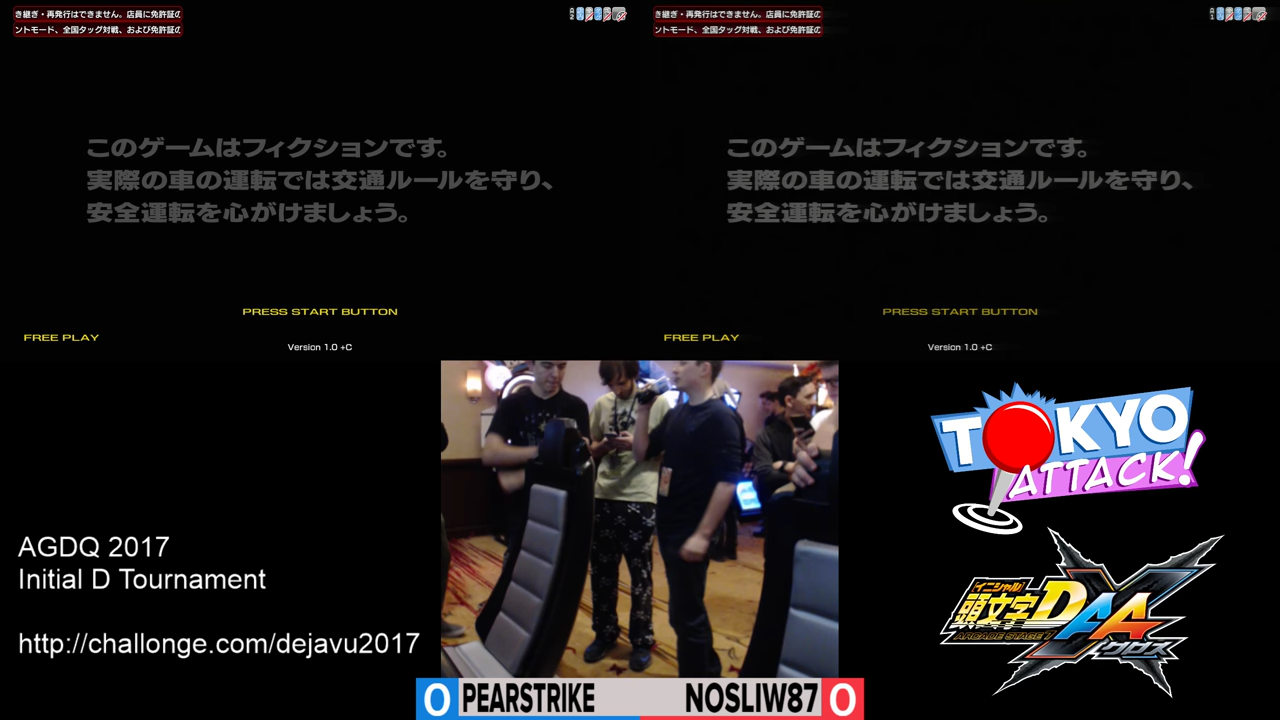 き継ぎ・再発行はできません。店員に免許証の
ントモード、全国タッグ対戦、および免許証の
このゲームはフィクションです。
実際の車の運転では交通ルールを守り、
安全運転を心がけましょう。
PRESS START BUTTON
FREE PLAY
Version 1.0 +C
き継ぎ・再発行はできません。店員に免許証の
ントモード、全国タッグ対戦、および免許証の
このゲームはフィクションです。
実際の車の運転では交通ルールを守り、
安全運転を心がけましょう。
PRESS START BUTTON
FREE PLAY
Version 1.0 +C
AGDQ 2017
Initial D Tournament
http://challonge.com/dejavu2017
TOKYO
ATTACK!
[イニシャル]
頭文字D
ARCADE STAGE 7
AA
X
クロス
0 PEARSTRIKE NOSLIW87 0